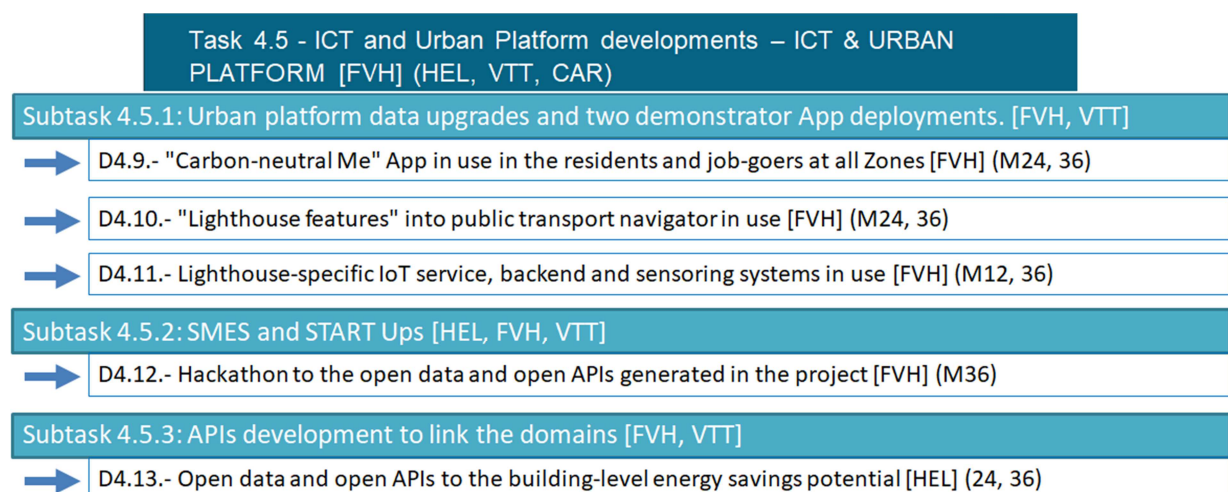 Task 4.5 - ICT and Urban Platform developments – ICT & URBAN
PLATFORM [FVH] (HEL, VTT, CAR)
Subtask 4.5.1: Urban platform data upgrades and two demonstrator App deployments. [FVH, VTT]
D4.9.- "Carbon-neutral Me" App in use in the residents and job-goers at all Zones [FVH] (M24, 36)
D4.10.- "Lighthouse features" into public transport navigator in use [FVH] (M24, 36)
D4.11.- Lighthouse-specific IoT service, backend and sensoring systems in use [FVH] (M12, 36)
Subtask 4.5.2: SMES and START Ups [HEL, FVH, VTT]
D4.12.- Hackathon to the open data and open APIs generated in the project [FVH] (M36)
Subtask 4.5.3: APIs development to link the domains [FVH, VTT]
D4.13.- Open data and open APIs to the building-level energy savings potential [HEL] (24, 36)